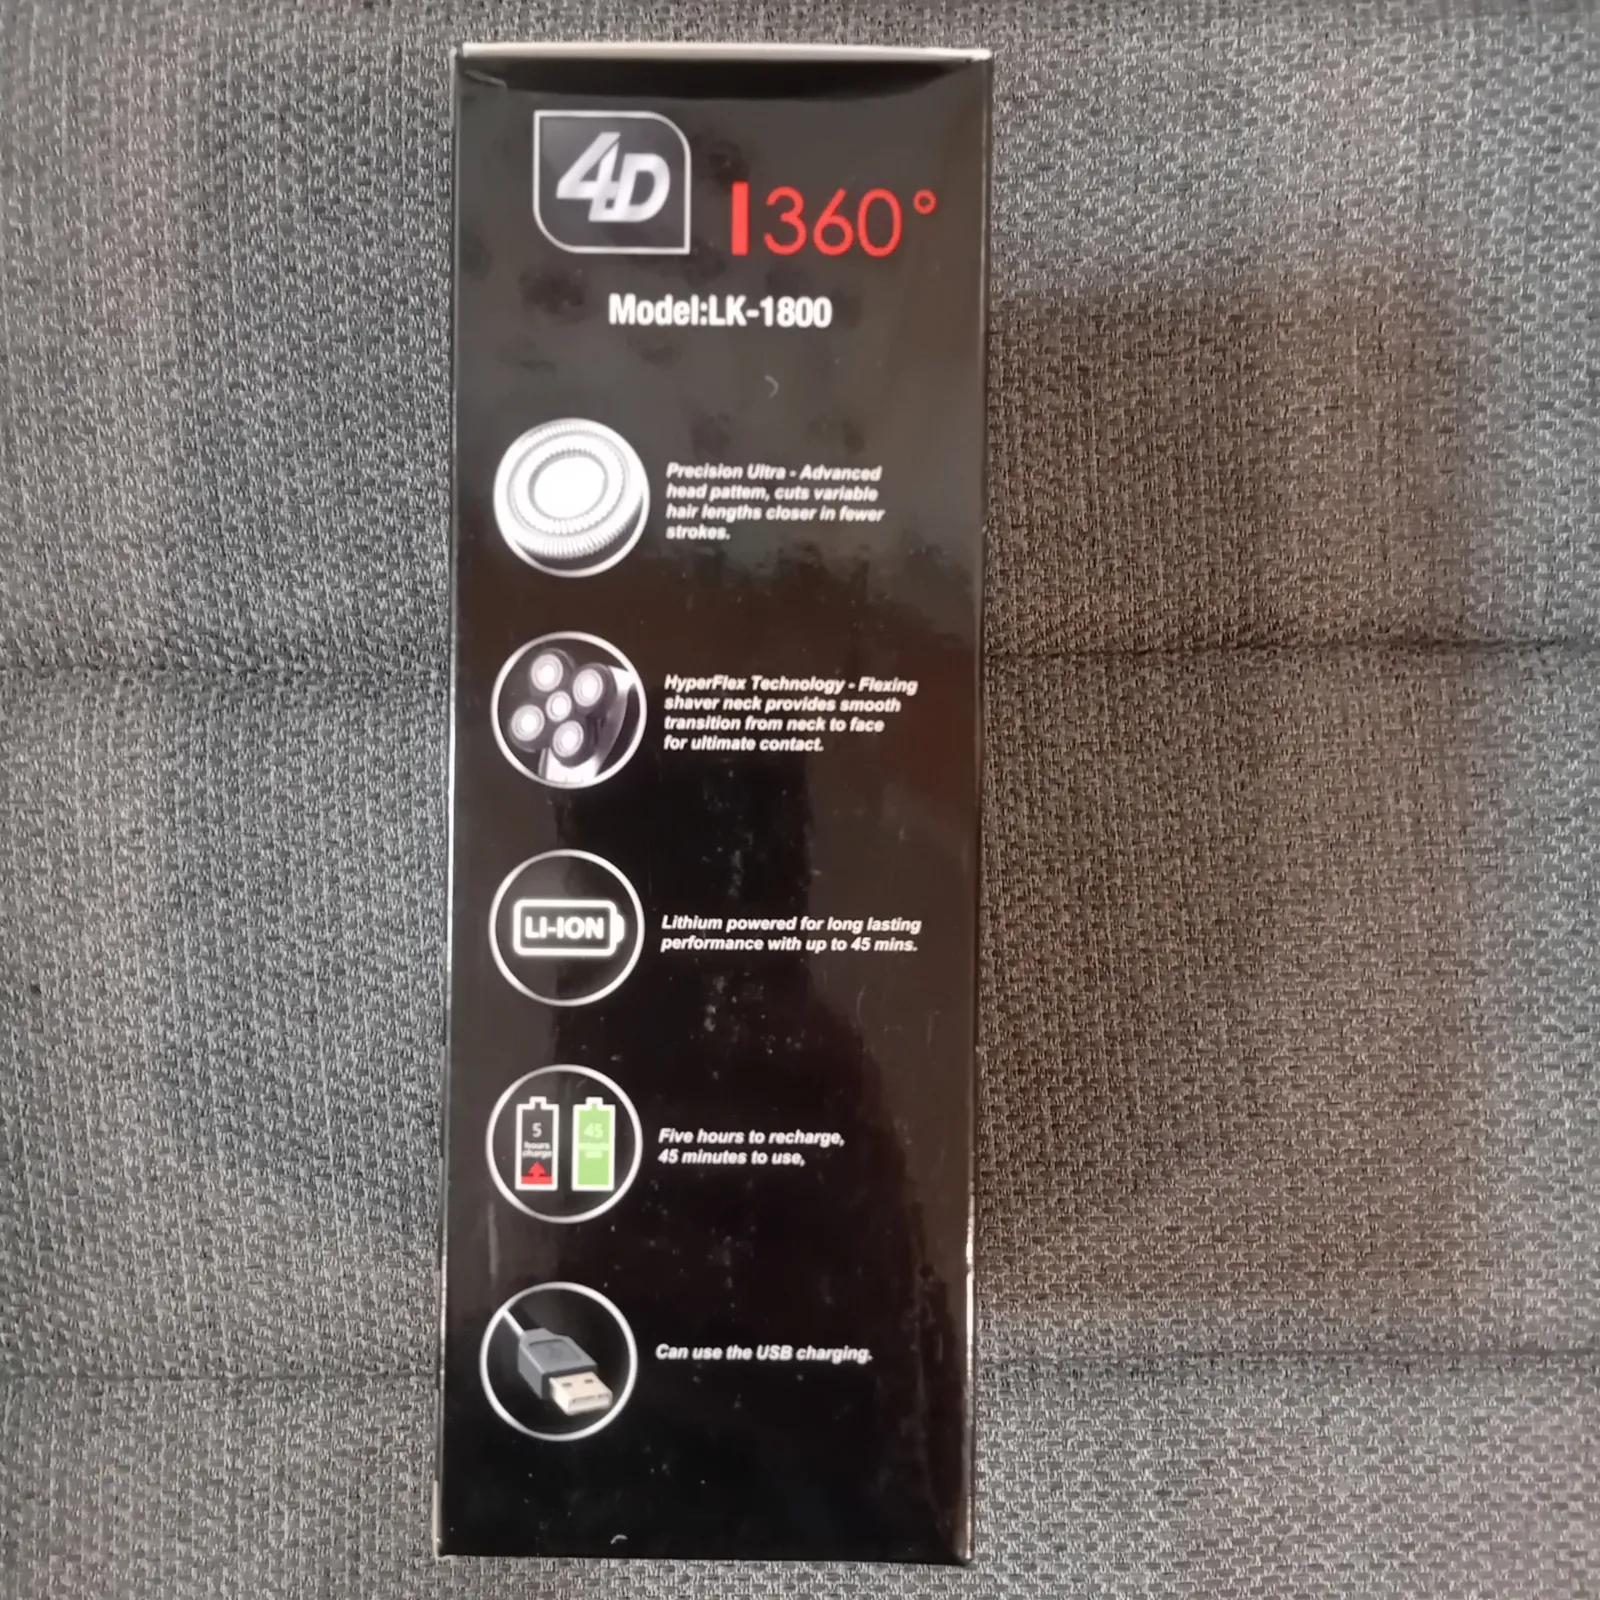 4D
360°
Model:LK-1800
Precision Ultra - Advanced
head pattem, cuts variable
hair lengths closer in fewer
strokes.
HyperFlex Technology - Flexing
shaver neck provides smooth
transition from neck to face
for ultimate contact.
LI-ION
Lithium powered for long lasting
performance with up to 45 mins.
5
hours
charge
45
Five hours to recharge,
45 minutes to use,
Can use the USB charging.